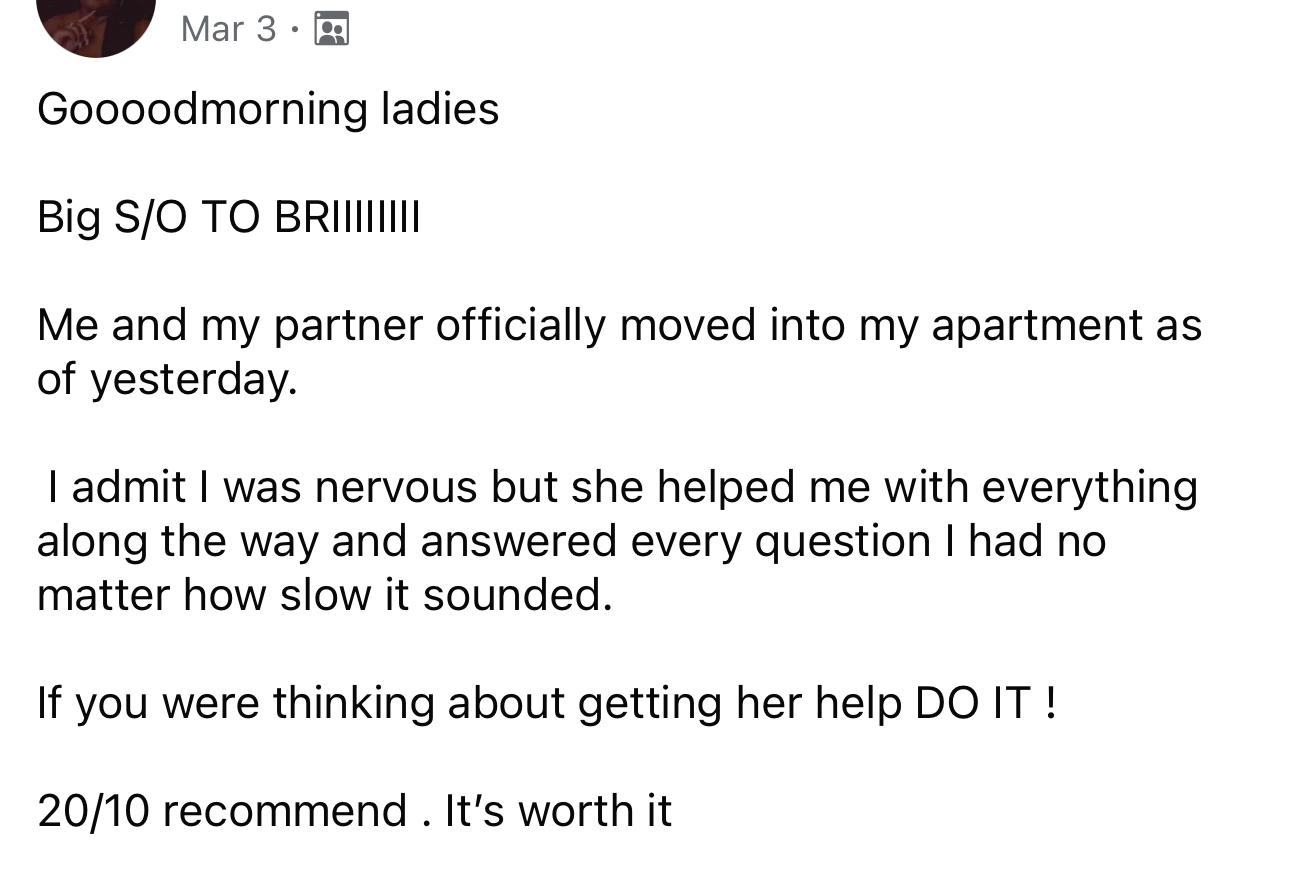 Mar 3 ·
Goooodmorning ladies
Big S/O TO BRIIIIIIII
Me and my partner officially moved into my apartment as
of yesterday.
I admit I was nervous but she helped me with everything
along the way and answered every question I had no
matter how slow it sounded.
If you were thinking about getting her help DO IT !
20/10 recommend . It’s worth it